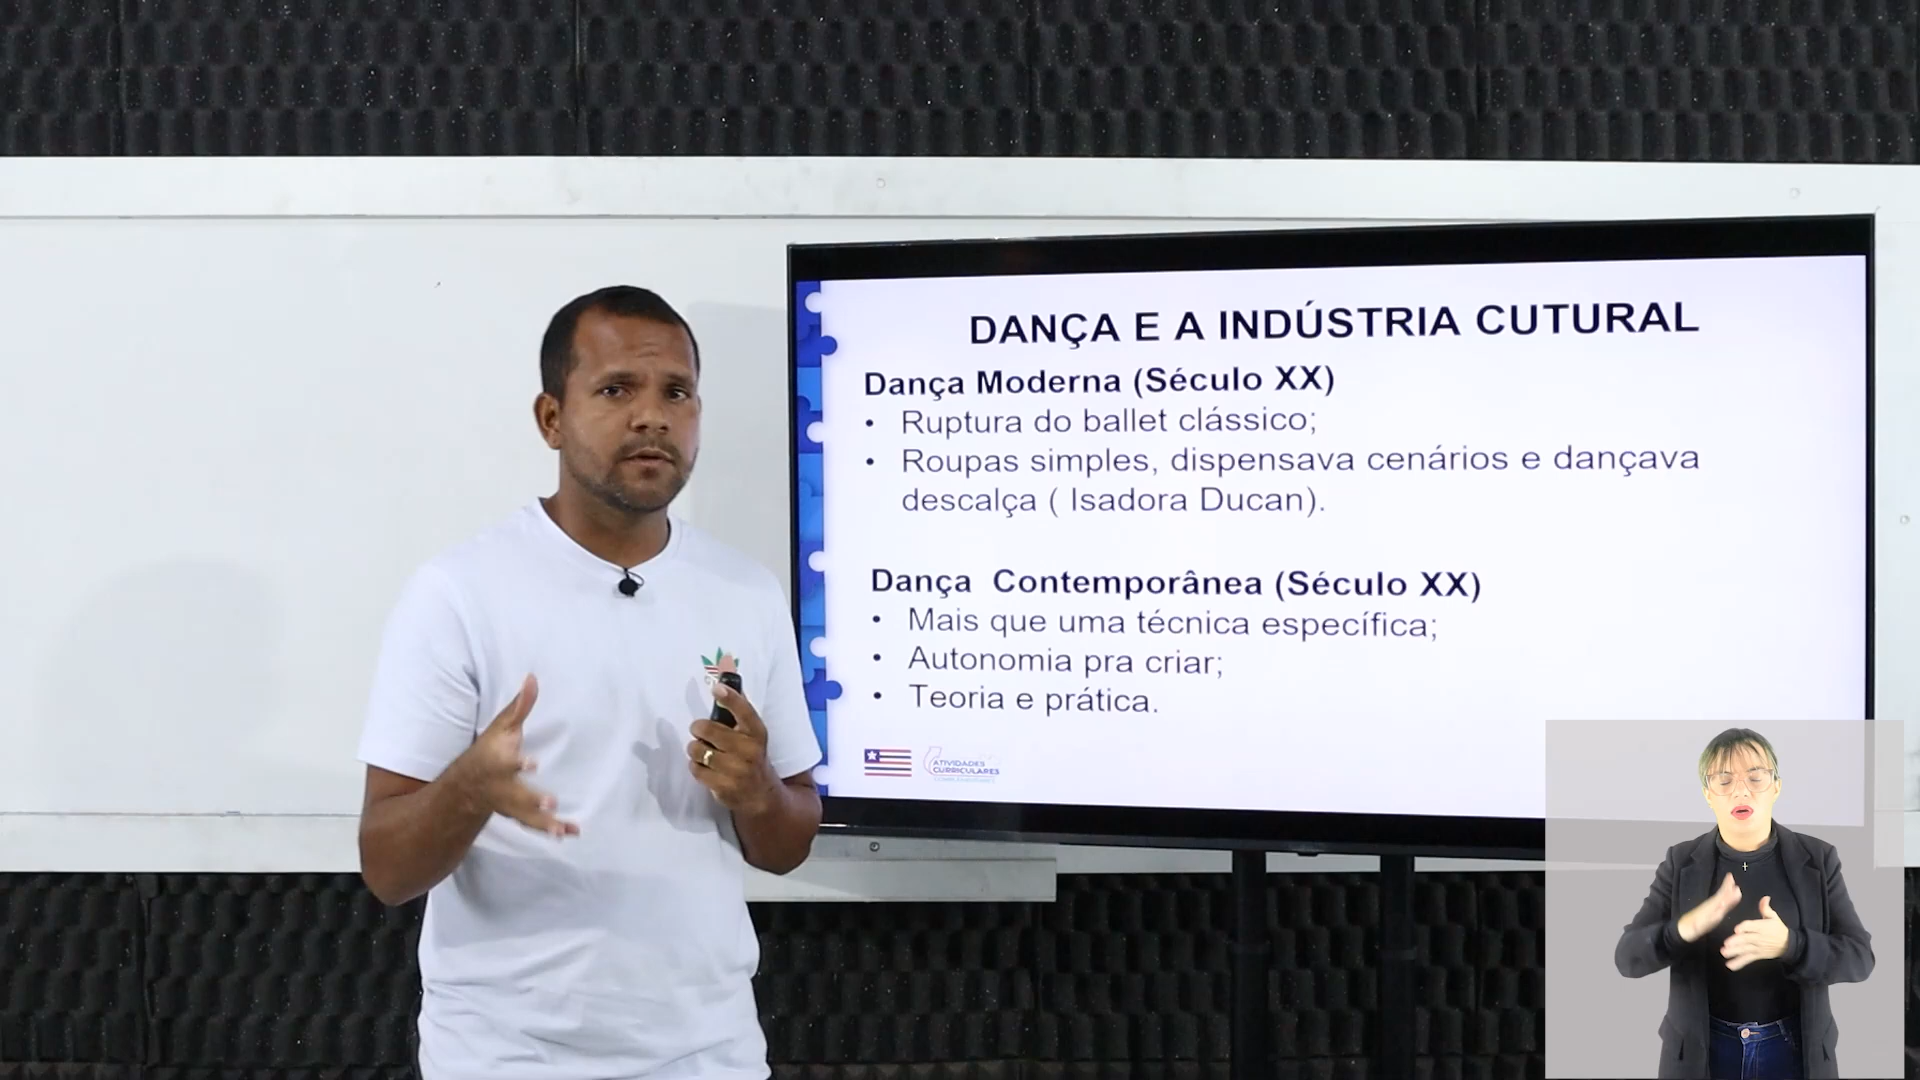 DANÇA E A INDÚSTRIA CUTURAL
Dança Moderna (Século XX)
• Ruptura do ballet clássico;
• Roupas simples, dispensava cenários e dançava
descalça ( Isadora Ducan).
Dança Contemporânea (Século XX)
• Mais que uma técnica específica;
• Autonomia pra criar;
• Teoria e prática.
ATIVIDADES
CURRICULARES